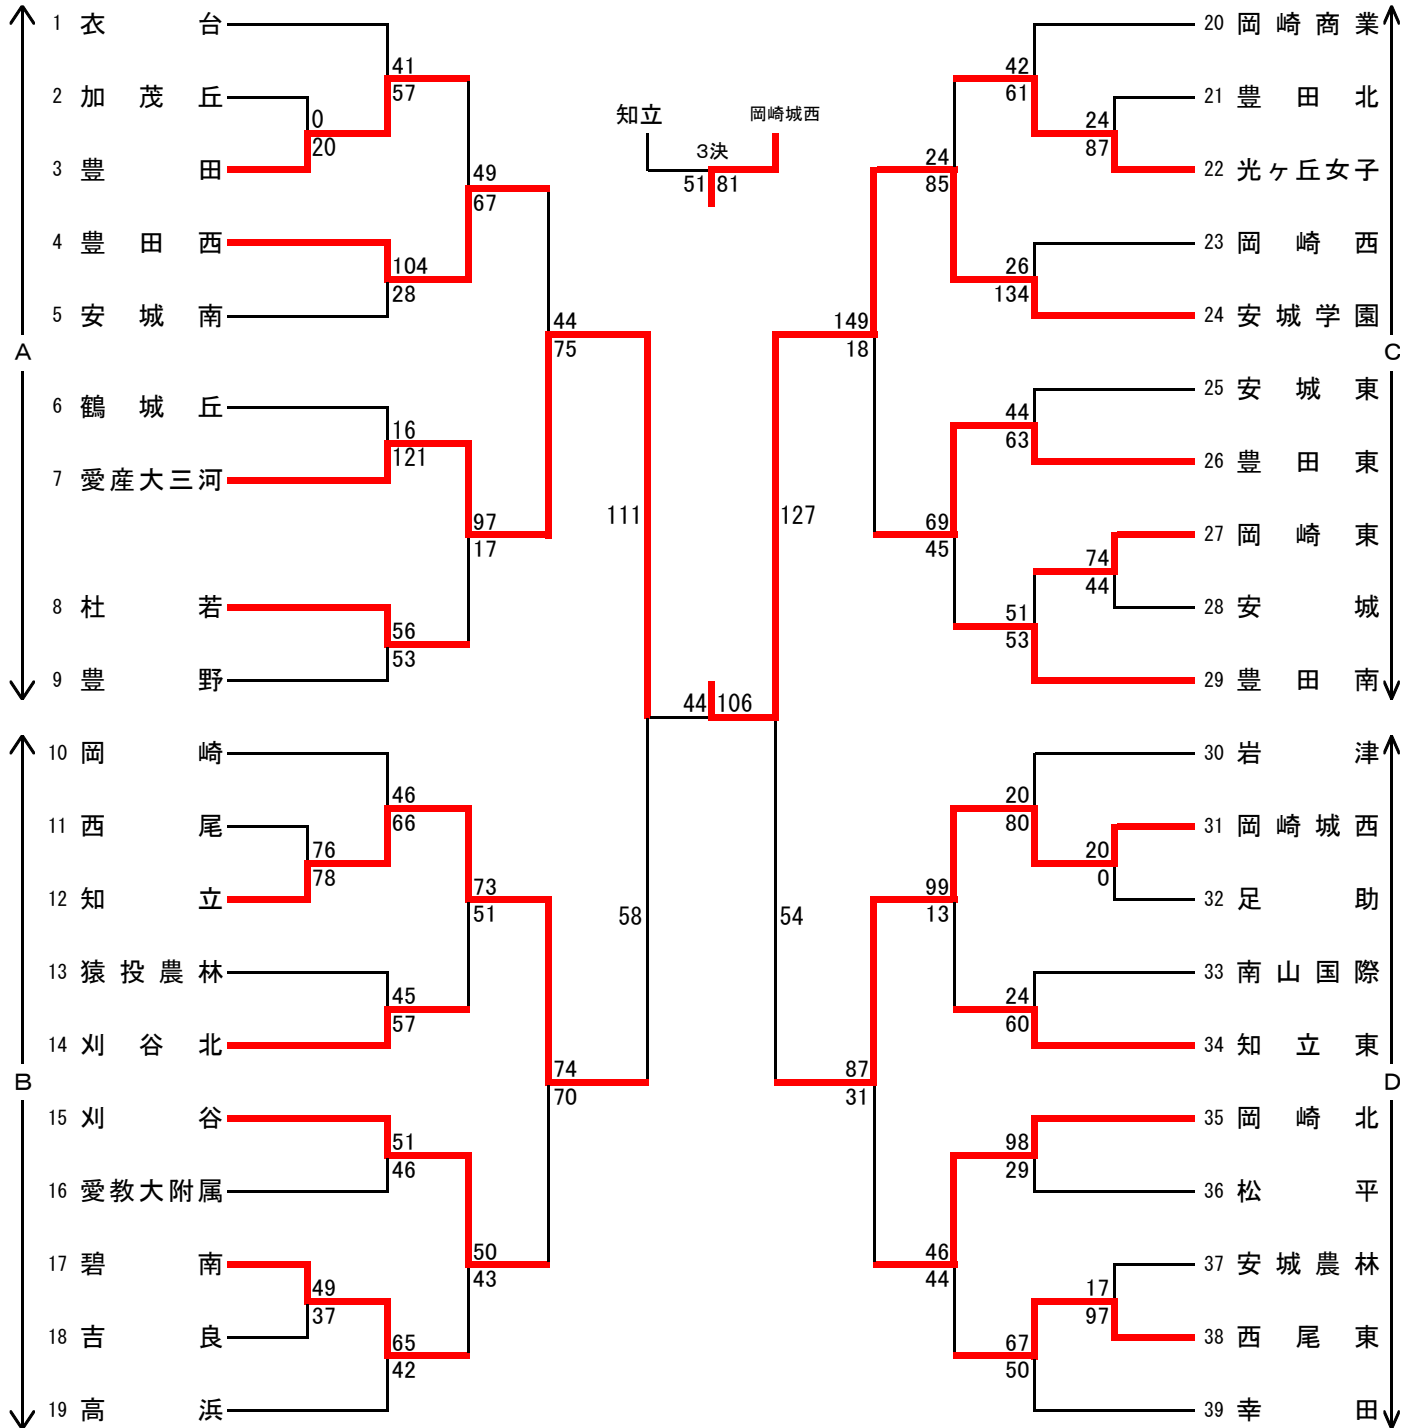 1 衣台
2 加茂丘
3 豊田
4 豊田西
5 安城南
6 鶴城丘
7 愛産大三河
8 杜若
9 豊野
10 岡崎
11 西尾
12 知立
13 猿投農林
14 刈谷北
15 刈谷
16 愛教大附属
17 碧南
18 吉良
19 高浜
A
B
0
20
41
57
104
28
49
67
16
121
56
53
97
17
44
75
76
78
46
66
45
57
73
51
51
46
49
37
65
42
50
43
74
70
111
58
知立
岡崎城西
3決
51 81
44 106
127
54
149
18
24
85
42
61
24
87
26
134
44
63
69
45
74
44
51
53
20
80
20
0
99
13
24
60
87
31
98
29
46
44
17
97
67
50
20 岡崎商業
21 豊田北
22 光ヶ丘女子
23 岡崎西
24 安城学園
25 安城東
26 豊田東
27 岡崎東
28 安城
29 豊田南
30 岩津
31 岡崎城西
32 足助
33 南山国際
34 知立東
35 岡崎北
36 松平
37 安城農林
38 西尾東
39 幸田
C
D